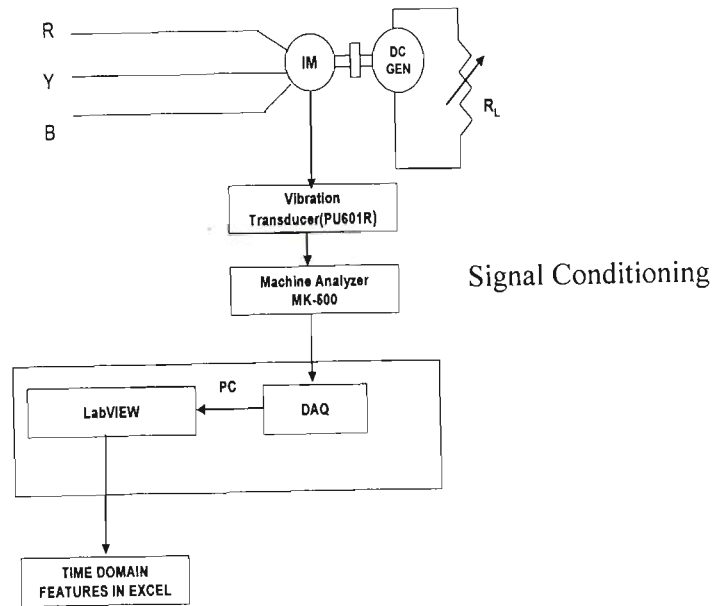 R
Y
B
IM
DC
GEN
R_L
Vibration
Transducer(PU601R)
Machine Analyzer
MK-500
Signal Conditioning
PC
LabVIEW
DAQ
TIME DOMAIN
FEATURES IN EXCEL